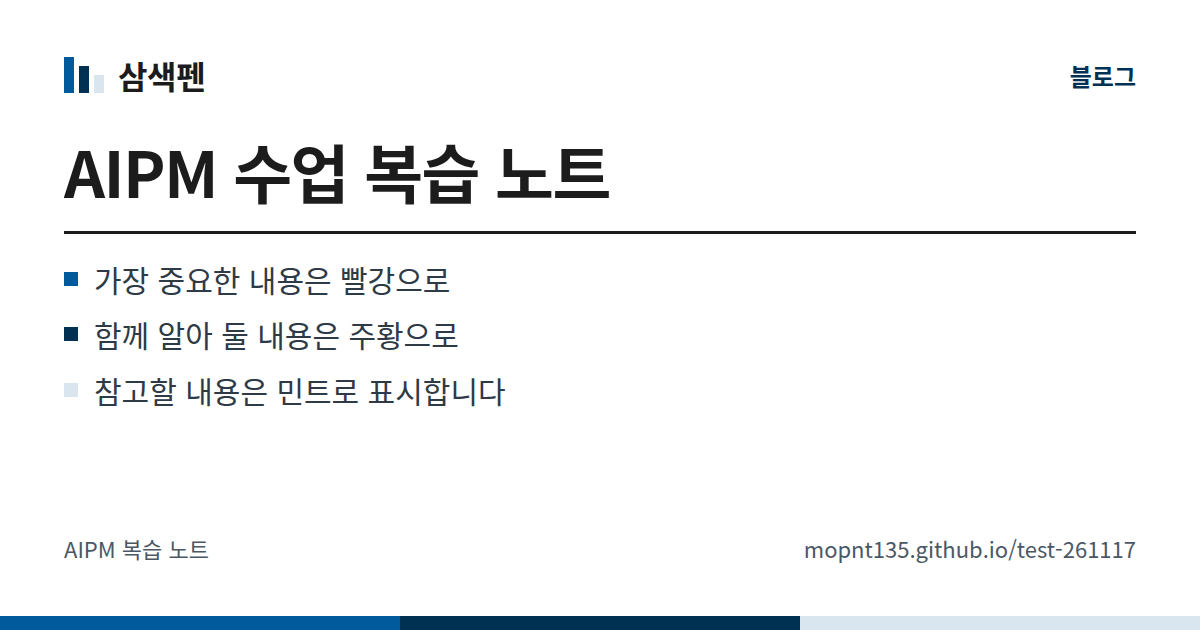 삼색펜
블로그
AIPM 수업 복습 노트
가장 중요한 내용은 빨강으로
함께 알아 둘 내용은 주황으로
참고할 내용은 민트로 표시합니다
AIPM 복습 노트
mopnt135.github.io/test-261117